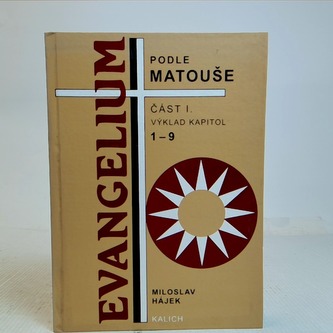 EVANGELIUM
PODLE
MATOUŠE
ČÁST I.
VÝKLAD KAPITOL
1 – 9
MILOSLAV
HÁJEK
KALICH